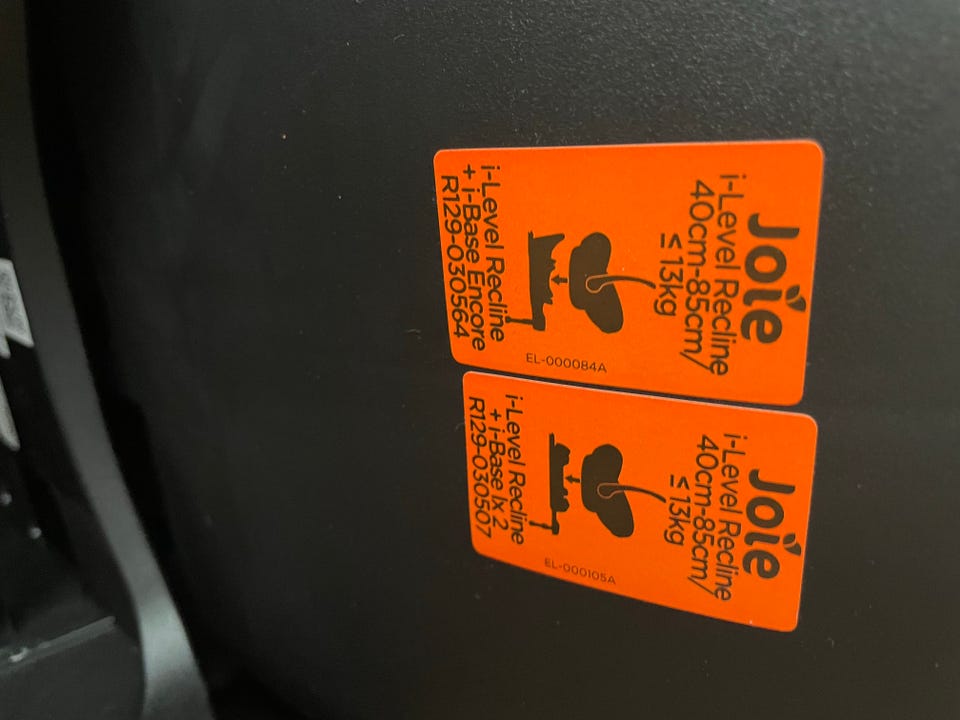 Joie
i-Level Recline
40cm-85cm/
≤13kg
EL-000084A
i-Level Recline
+ i-Base Encore
R129-030564
Joie
i-Level Recline
40cm-85cm/
≤13kg
EL-000105A
i-Level Recline
+ i-Base lx 2
R129-030507